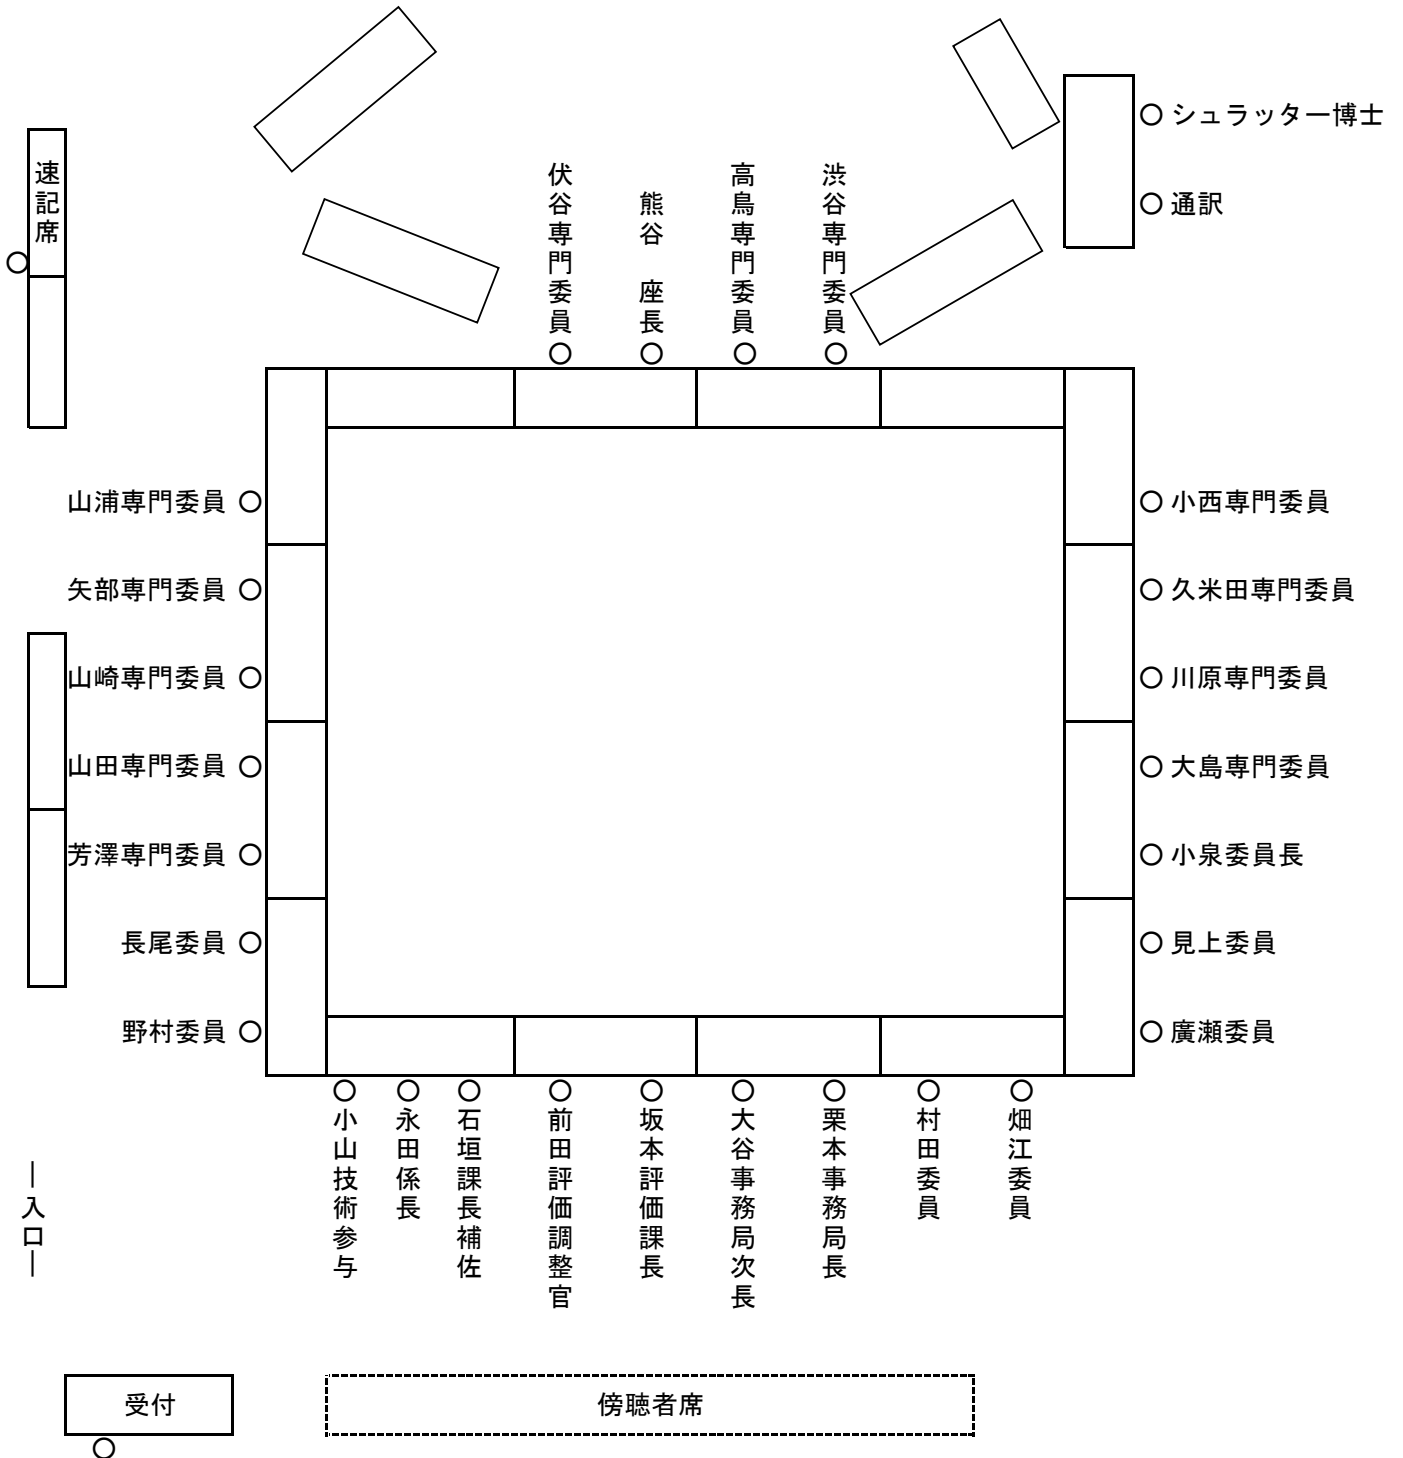 シュラッター博士
通訳
速記席
伏谷専門委員
熊谷　座長
高鳥専門委員
渋谷専門委員
山浦専門委員
矢部専門委員
山崎専門委員
山田専門委員
芳澤専門委員
長尾委員
野村委員
小西専門委員
久米田専門委員
川原専門委員
大島専門委員
小泉委員長
見上委員
廣瀬委員
小山技術参与
永田係長
石垣課長補佐
前田評価調整官
坂本評価課長
大谷事務局次長
栗本事務局長
村田委員
畑江委員
―入口―
受付
傍聴者席